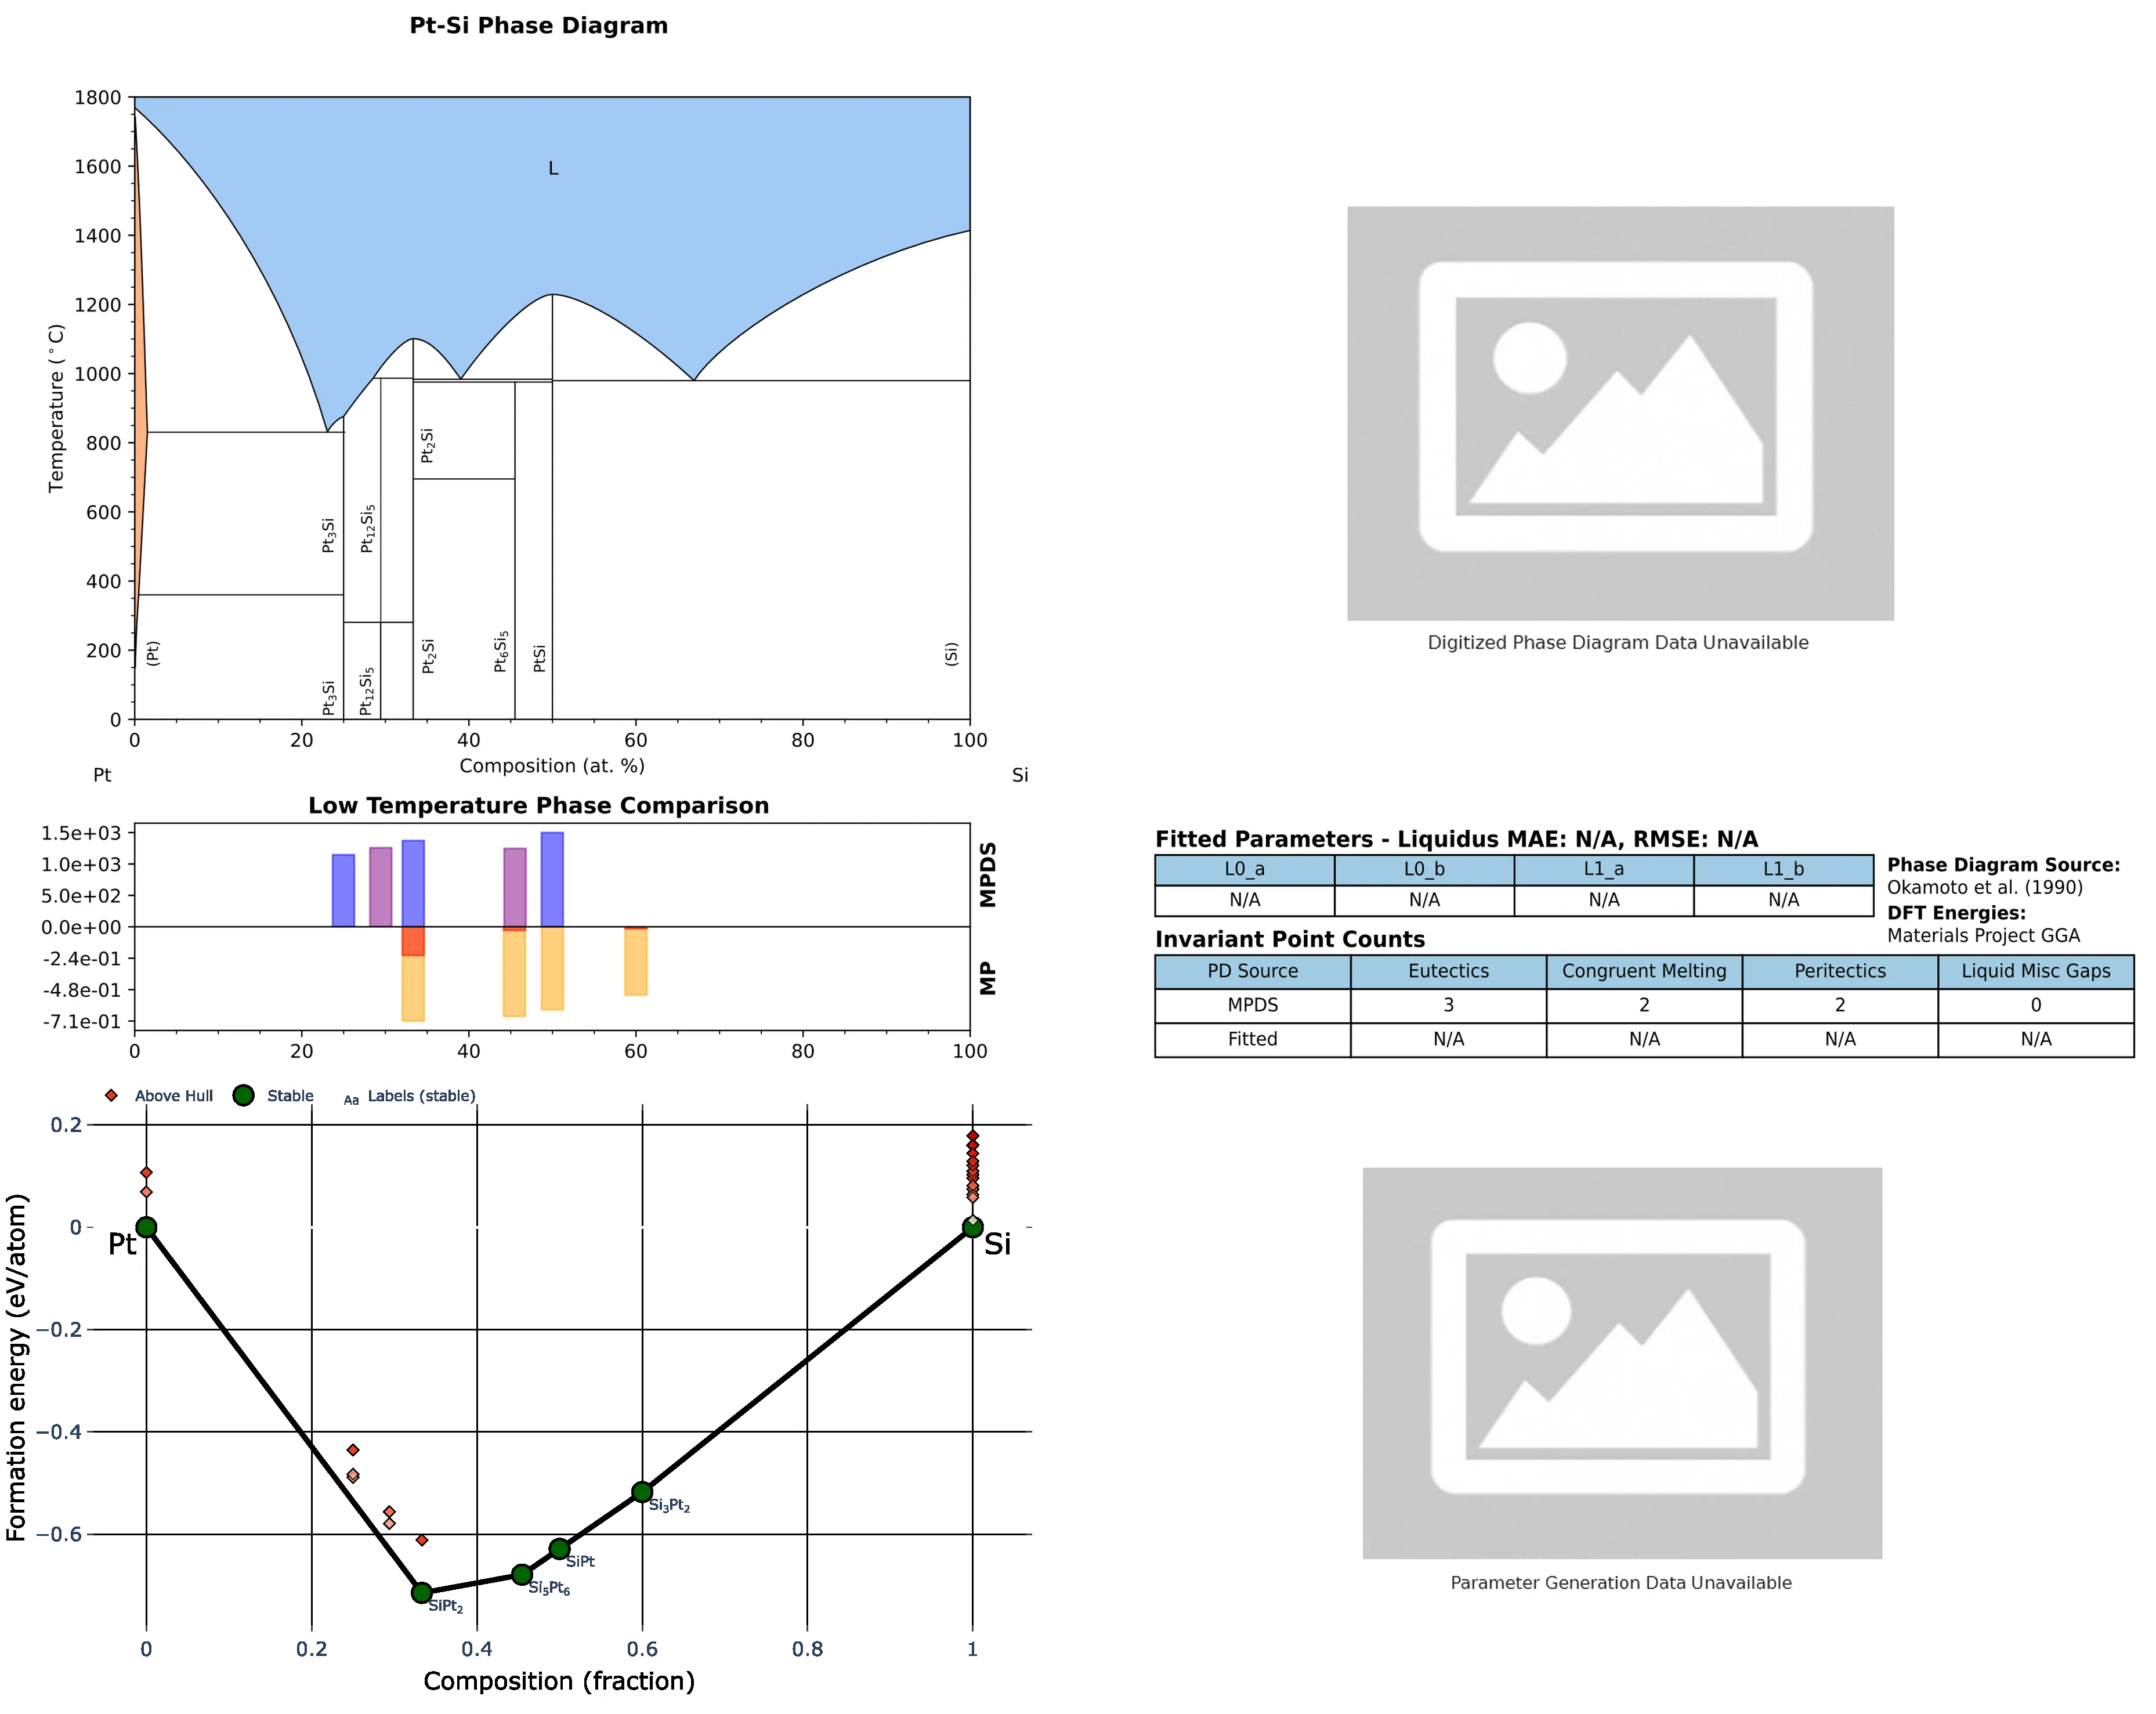 Pt-Si Phase Diagram
1800
1600
1400
1200
1000
800
600
400
200
0
Temperature (°C)
L
Pt₃Si
Pt₁₂Si₅
Pt₂Si
(Pt)
Pt₃Si
Pt₁₂Si₅
Pt₂Si
Pt₆Si₅
PtSi
(Si)
0 20 40 60 80 100
Composition (at. %)
Pt Si
Digitized Phase Diagram Data Unavailable
Low Temperature Phase Comparison
1.5e+03
1.0e+03
5.0e+02
0.0e+00
-2.4e-01
-4.8e-01
-7.1e-01
MPDS
MP
0 20 40 60 80 100
Fitted Parameters - Liquidus MAE: N/A, RMSE: N/A
L0_a L0_b L1_a L1_b
N/A N/A N/A N/A
Phase Diagram Source:
Okamoto et al. (1990)
DFT Energies:
Materials Project GGA
Invariant Point Counts
PD Source Eutectics Congruent Melting Peritectics Liquid Misc Gaps
MPDS 3 2 2 0
Fitted N/A N/A N/A N/A
Above Hull Stable Aa Labels (stable)
0.2
0
−0.2
−0.4
−0.6
Formation energy (eV/atom)
Pt
Si
Si₃Pt₂
SiPt
Si₅Pt₆
SiPt₂
0 0.2 0.4 0.6 0.8 1
Composition (fraction)
Parameter Generation Data Unavailable